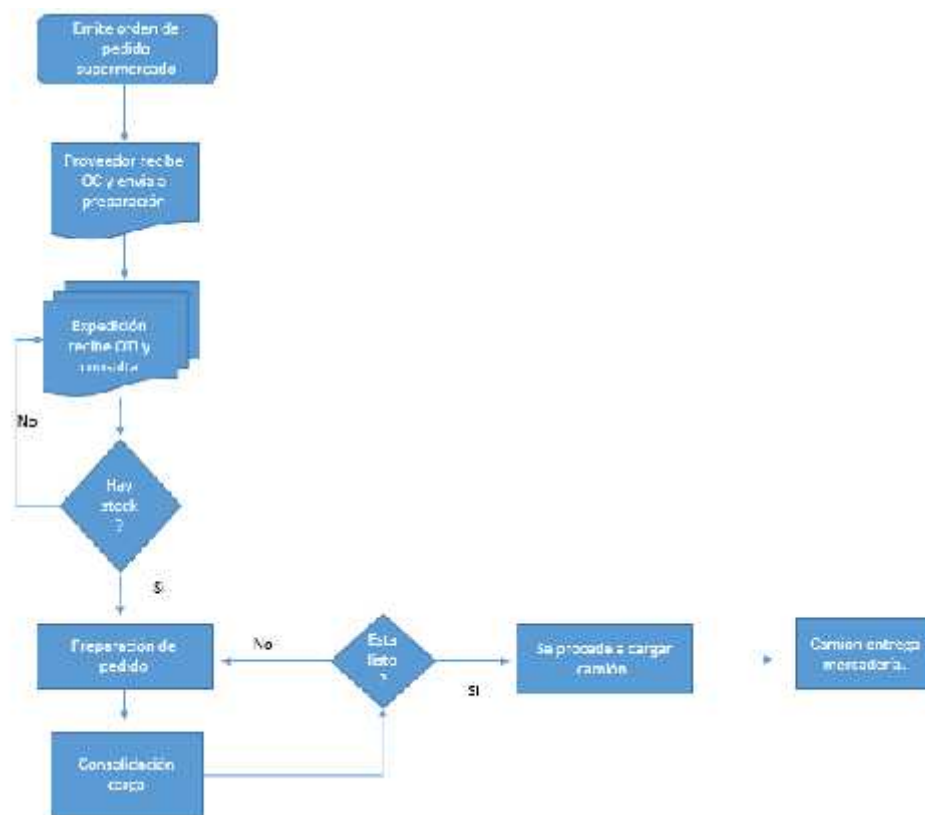 Emite orden de
pedido
supermercado
Proveedor recibe
OC y envía a
preparación
Expedición
recibe y
consulta
No
Hay
stock
?
Si
Preparación de
pedido
No
Esta
listo
?
Si
Se procede a cargar
camión
Camion entrega
mercadería.
Consolidación
carga